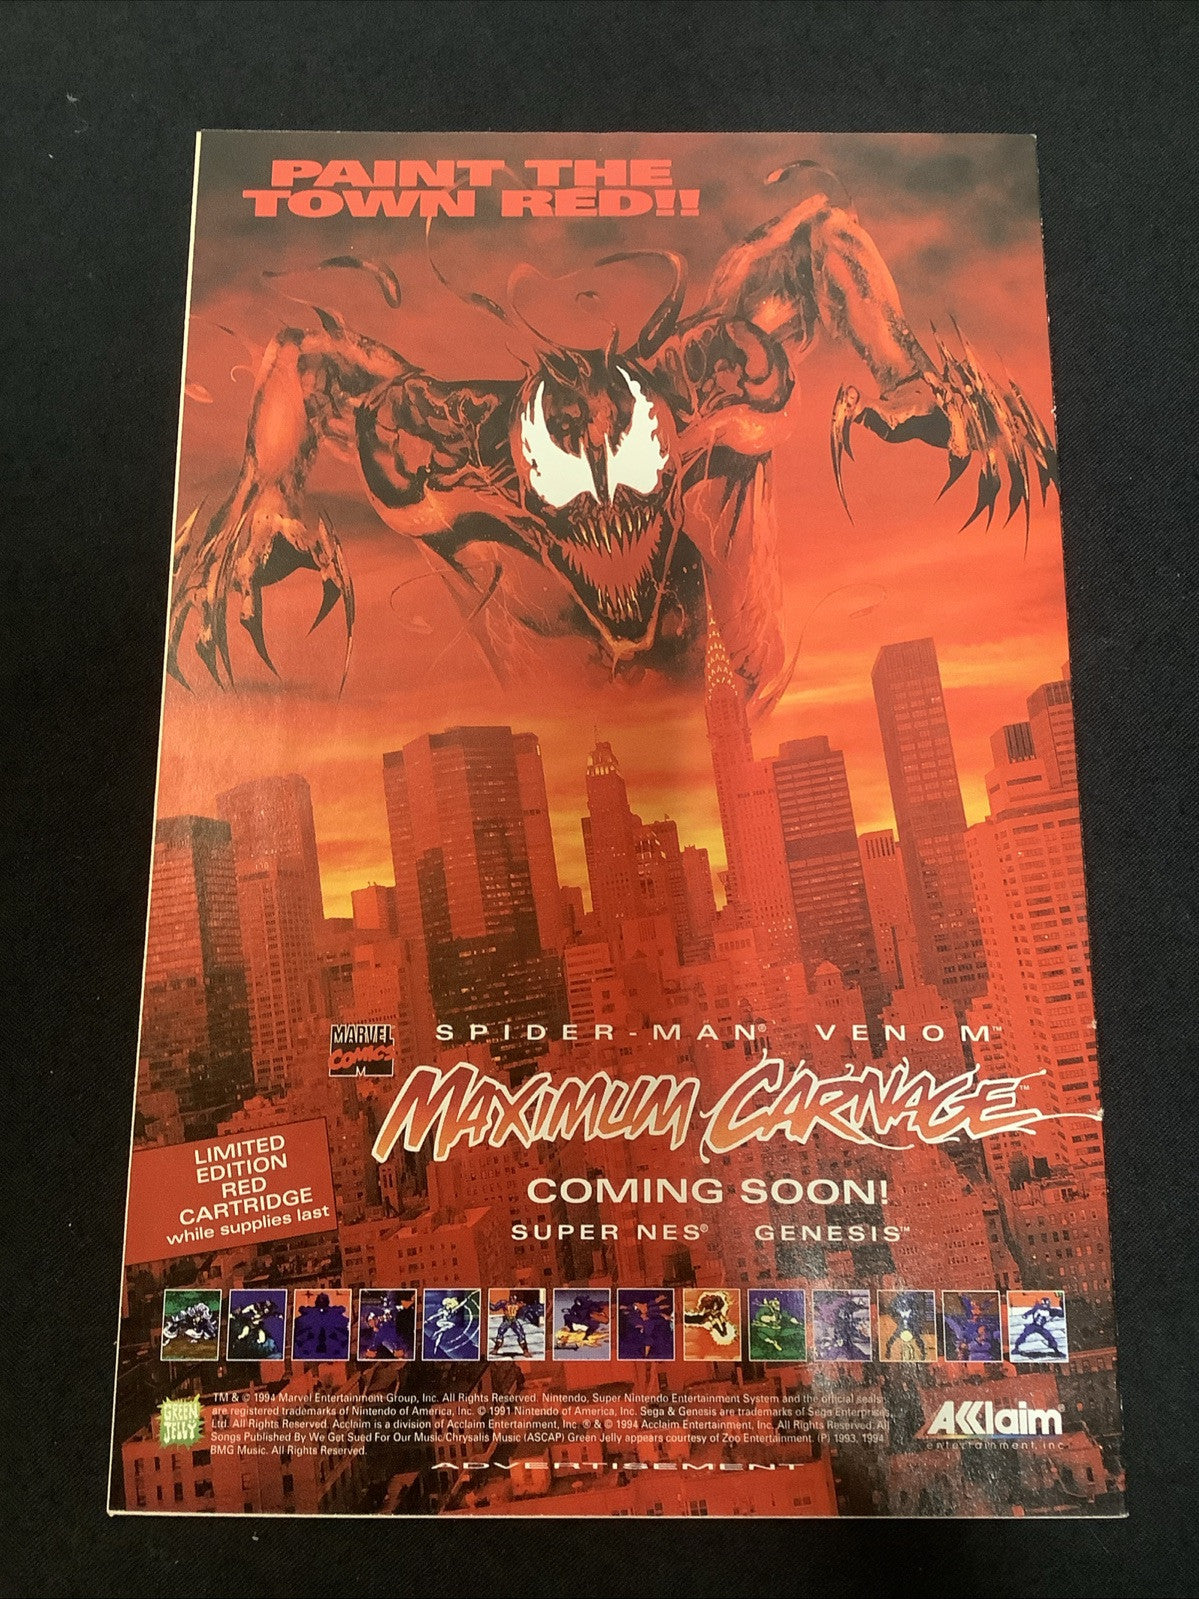 PAINT THE
TOWN RED!!
MARVEL
COMICS
M
SPIDER-MAN® VENOM™
MAXIMUM CARNAGE™
COMING SOON!
SUPER NES® GENESIS™
LIMITED
EDITION
RED
CARTRIDGE
while supplies last
GREEN
JELLY
TM & © 1994 Marvel Entertainment Group, Inc. All Rights Reserved. Nintendo, Super Nintendo Entertainment System and the official seals
are registered trademarks of Nintendo of America, Inc. © 1991 Nintendo of America, Inc. Sega & Genesis are trademarks of Sega Enterprises,
Ltd. All Rights Reserved. Acclaim is a division of Acclaim Entertainment, Inc. ® & © 1994 Acclaim Entertainment, Inc. All Rights Reserved. All
Songs Published By We Get Sued For Our Music/Chrysalis Music (ASCAP) Green Jelly appears courtesy of Zoo Entertainment. (P) 1993, 1994
BMG Music. All Rights Reserved.
AKKlaim®
entertainment, inc.
ADVERTISEMENT